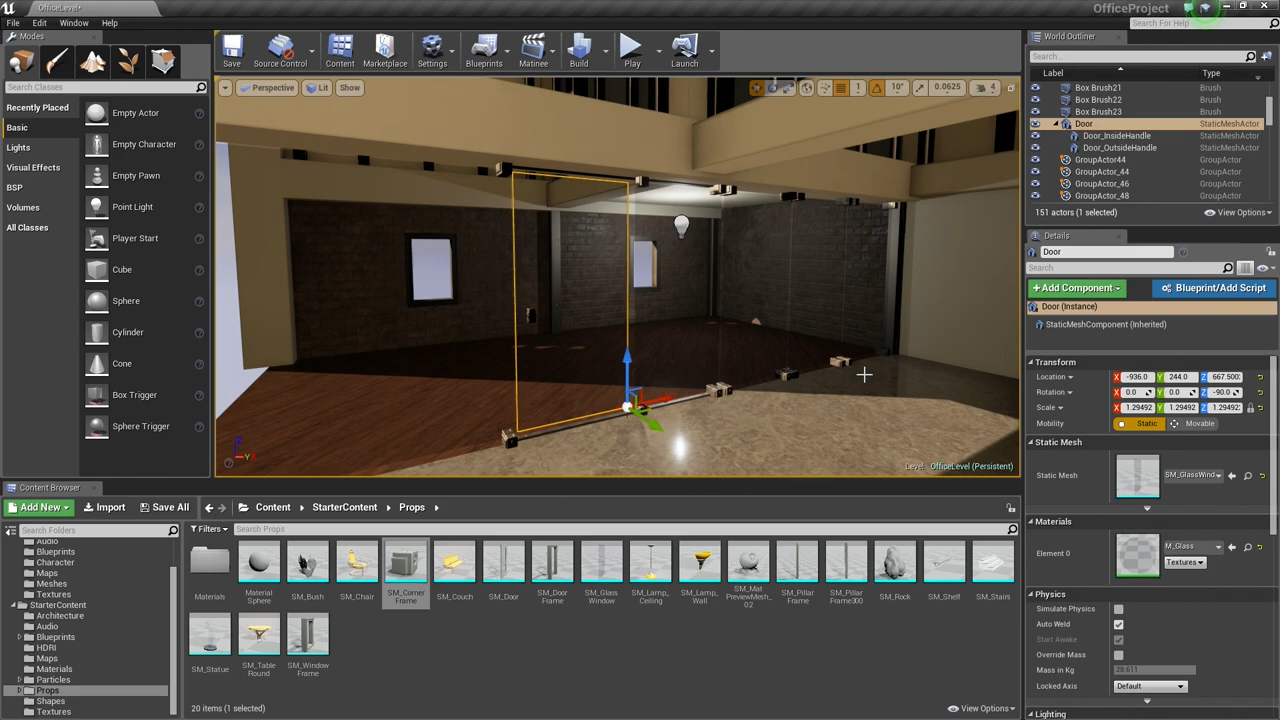 OfficeLevel*
OfficeProject
File Edit Window Help
Search For Help
Modes
Search Classes
Recently Placed
Basic
Lights
Visual Effects
BSP
Volumes
All Classes
Empty Actor
Empty Character
Empty Pawn
Point Light
Player Start
Cube
Sphere
Cylinder
Cone
Box Trigger
Sphere Trigger
Save Source Control Content Marketplace Settings Blueprints Matinee Build Play Launch
Perspective Lit Show
1 10° 0.0625 4
Level: OfficeLevel (Persistent)
World Outliner
Search...
Label Type
Box Brush21 Brush
Box Brush22 Brush
Box Brush23 Brush
Door StaticMeshActor
Door_InsideHandle StaticMeshActor
Door_OutsideHandle StaticMeshActor
GroupActor44 GroupActor
GroupActor_44 GroupActor
GroupActor_46 GroupActor
GroupActor_48 GroupActor
151 actors (1 selected) View Options
Details
Door
Search
+Add Component Blueprint/Add Script
Door (Instance)
StaticMeshComponent (Inherited)
Transform
Location X -936.0 Y 244.0 Z 667.500
Rotation X 0.0 Y 0.0 Z -90.0
Scale X 1.29492 Y 1.29492 Z 1.29492
Mobility Static Movable
Static Mesh
Static Mesh SM_GlassWind
Materials
Element 0 M_Glass
Textures
Physics
Simulate Physics
Auto Weld
Start Awake
Override Mass
Mass in Kg
Locked Axis Default
Lighting
Content Browser
Add New Import Save All Content StarterContent Props
Search Folders
Audio
Blueprints
Character
Maps
Meshes
Textures
StarterContent
Architecture
Audio
Blueprints
HDRI
Maps
Materials
Particles
Props
Shapes
Textures
Filters Search Props
Materials
Material Sphere
SM_Bush
SM_Chair
SM_Corner Frame
SM_Couch
SM_Door
SM_Door Frame
SM_Glass Window
SM_Lamp_ Ceiling
SM_Lamp_ Wall
SM_Mat PreviewMesh_ 02
SM_Pillar Frame
SM_Pillar Frame300
SM_Rock
SM_Shelf
SM_Stairs
SM_Statue
SM_Table Round
SM_Window Frame
20 items (1 selected) View Options